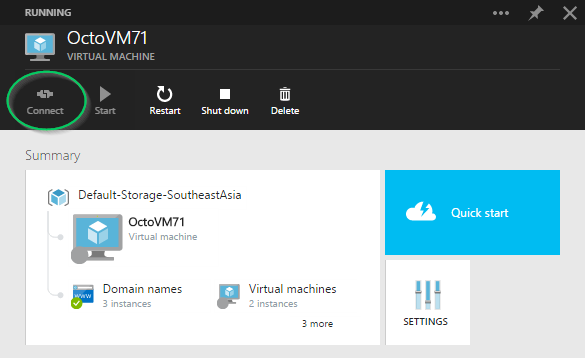 RUNNING
OctoVM71
VIRTUAL MACHINE
Connect
Start
Restart
Shut down
Delete
Summary
Default-Storage-SoutheastAsia
OctoVM71
Virtual machine
Domain names
3 instances
Virtual machines
2 instances
3 more
Quick start
SETTINGS
www